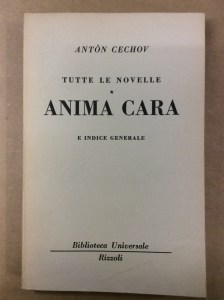 ANTÒN CECHOV
TUTTE LE NOVELLE
★
ANIMA CARA
E INDICE GENERALE
Biblioteca Universale
Rizzoli